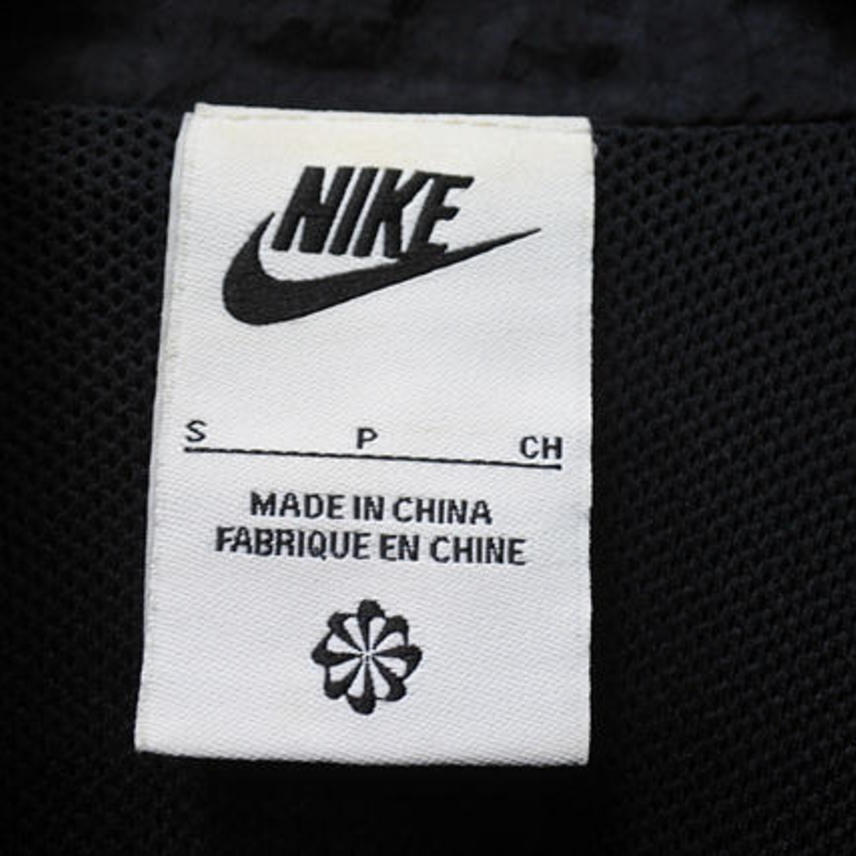 NIKE
S P CH
MADE IN CHINA
FABRIQUE EN CHINE